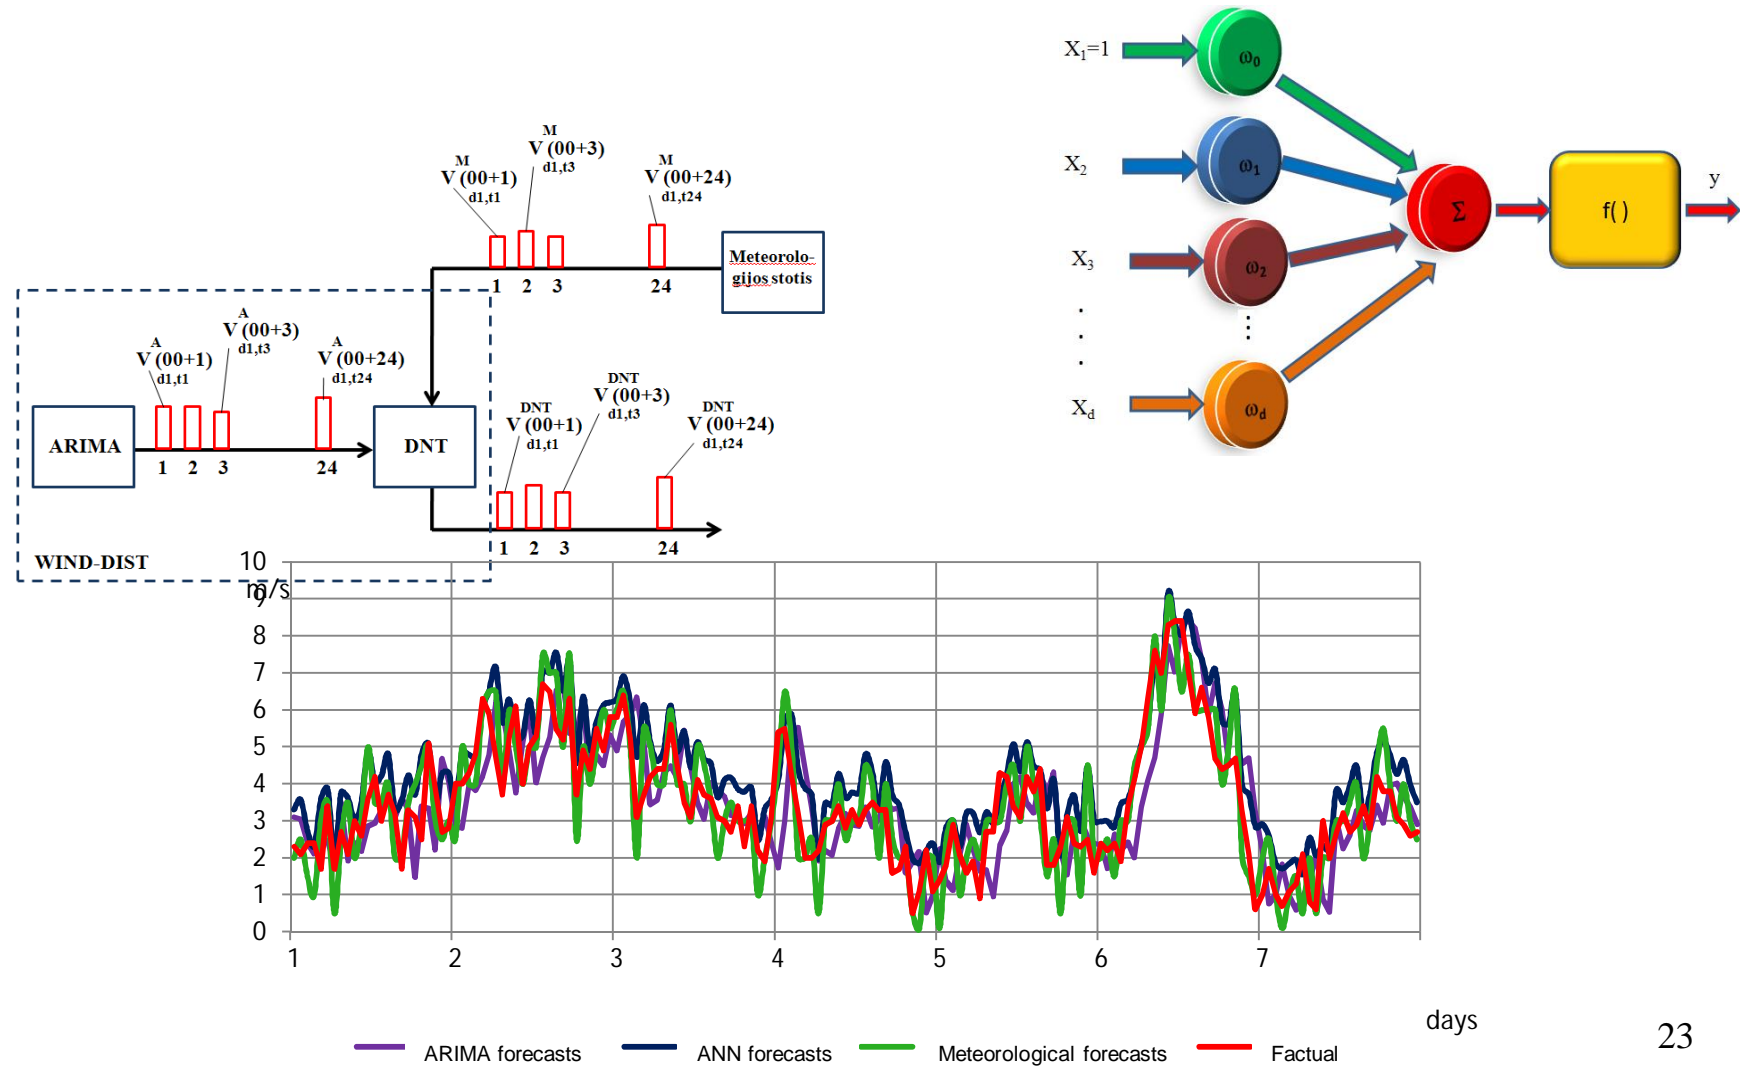 M
V (00+1)
d1,t1
M
V (00+3)
d1,t3
M
V (00+24)
d1,t24
Meteorolo-
gijos stotis
1 2 3 24
A
V (00+1)
d1,t1
A
V (00+3)
d1,t3
A
V (00+24)
d1,t24
ARIMA
1 2 3 24
DNT
DNT
V (00+1)
d1,t1
DNT
V (00+3)
d1,t3
DNT
V (00+24)
d1,t24
1 2 3 24
WIND-DIST
X1=1
ω0
X2
ω1
X3
ω2
.
.
.
⋮
Xd
ωd
Σ
f( )
y
10
m/s
9
8
7
6
5
4
3
2
1
0
1 2 3 4 5 6 7
days
ARIMA forecasts ANN forecasts Meteorological forecasts Factual
23